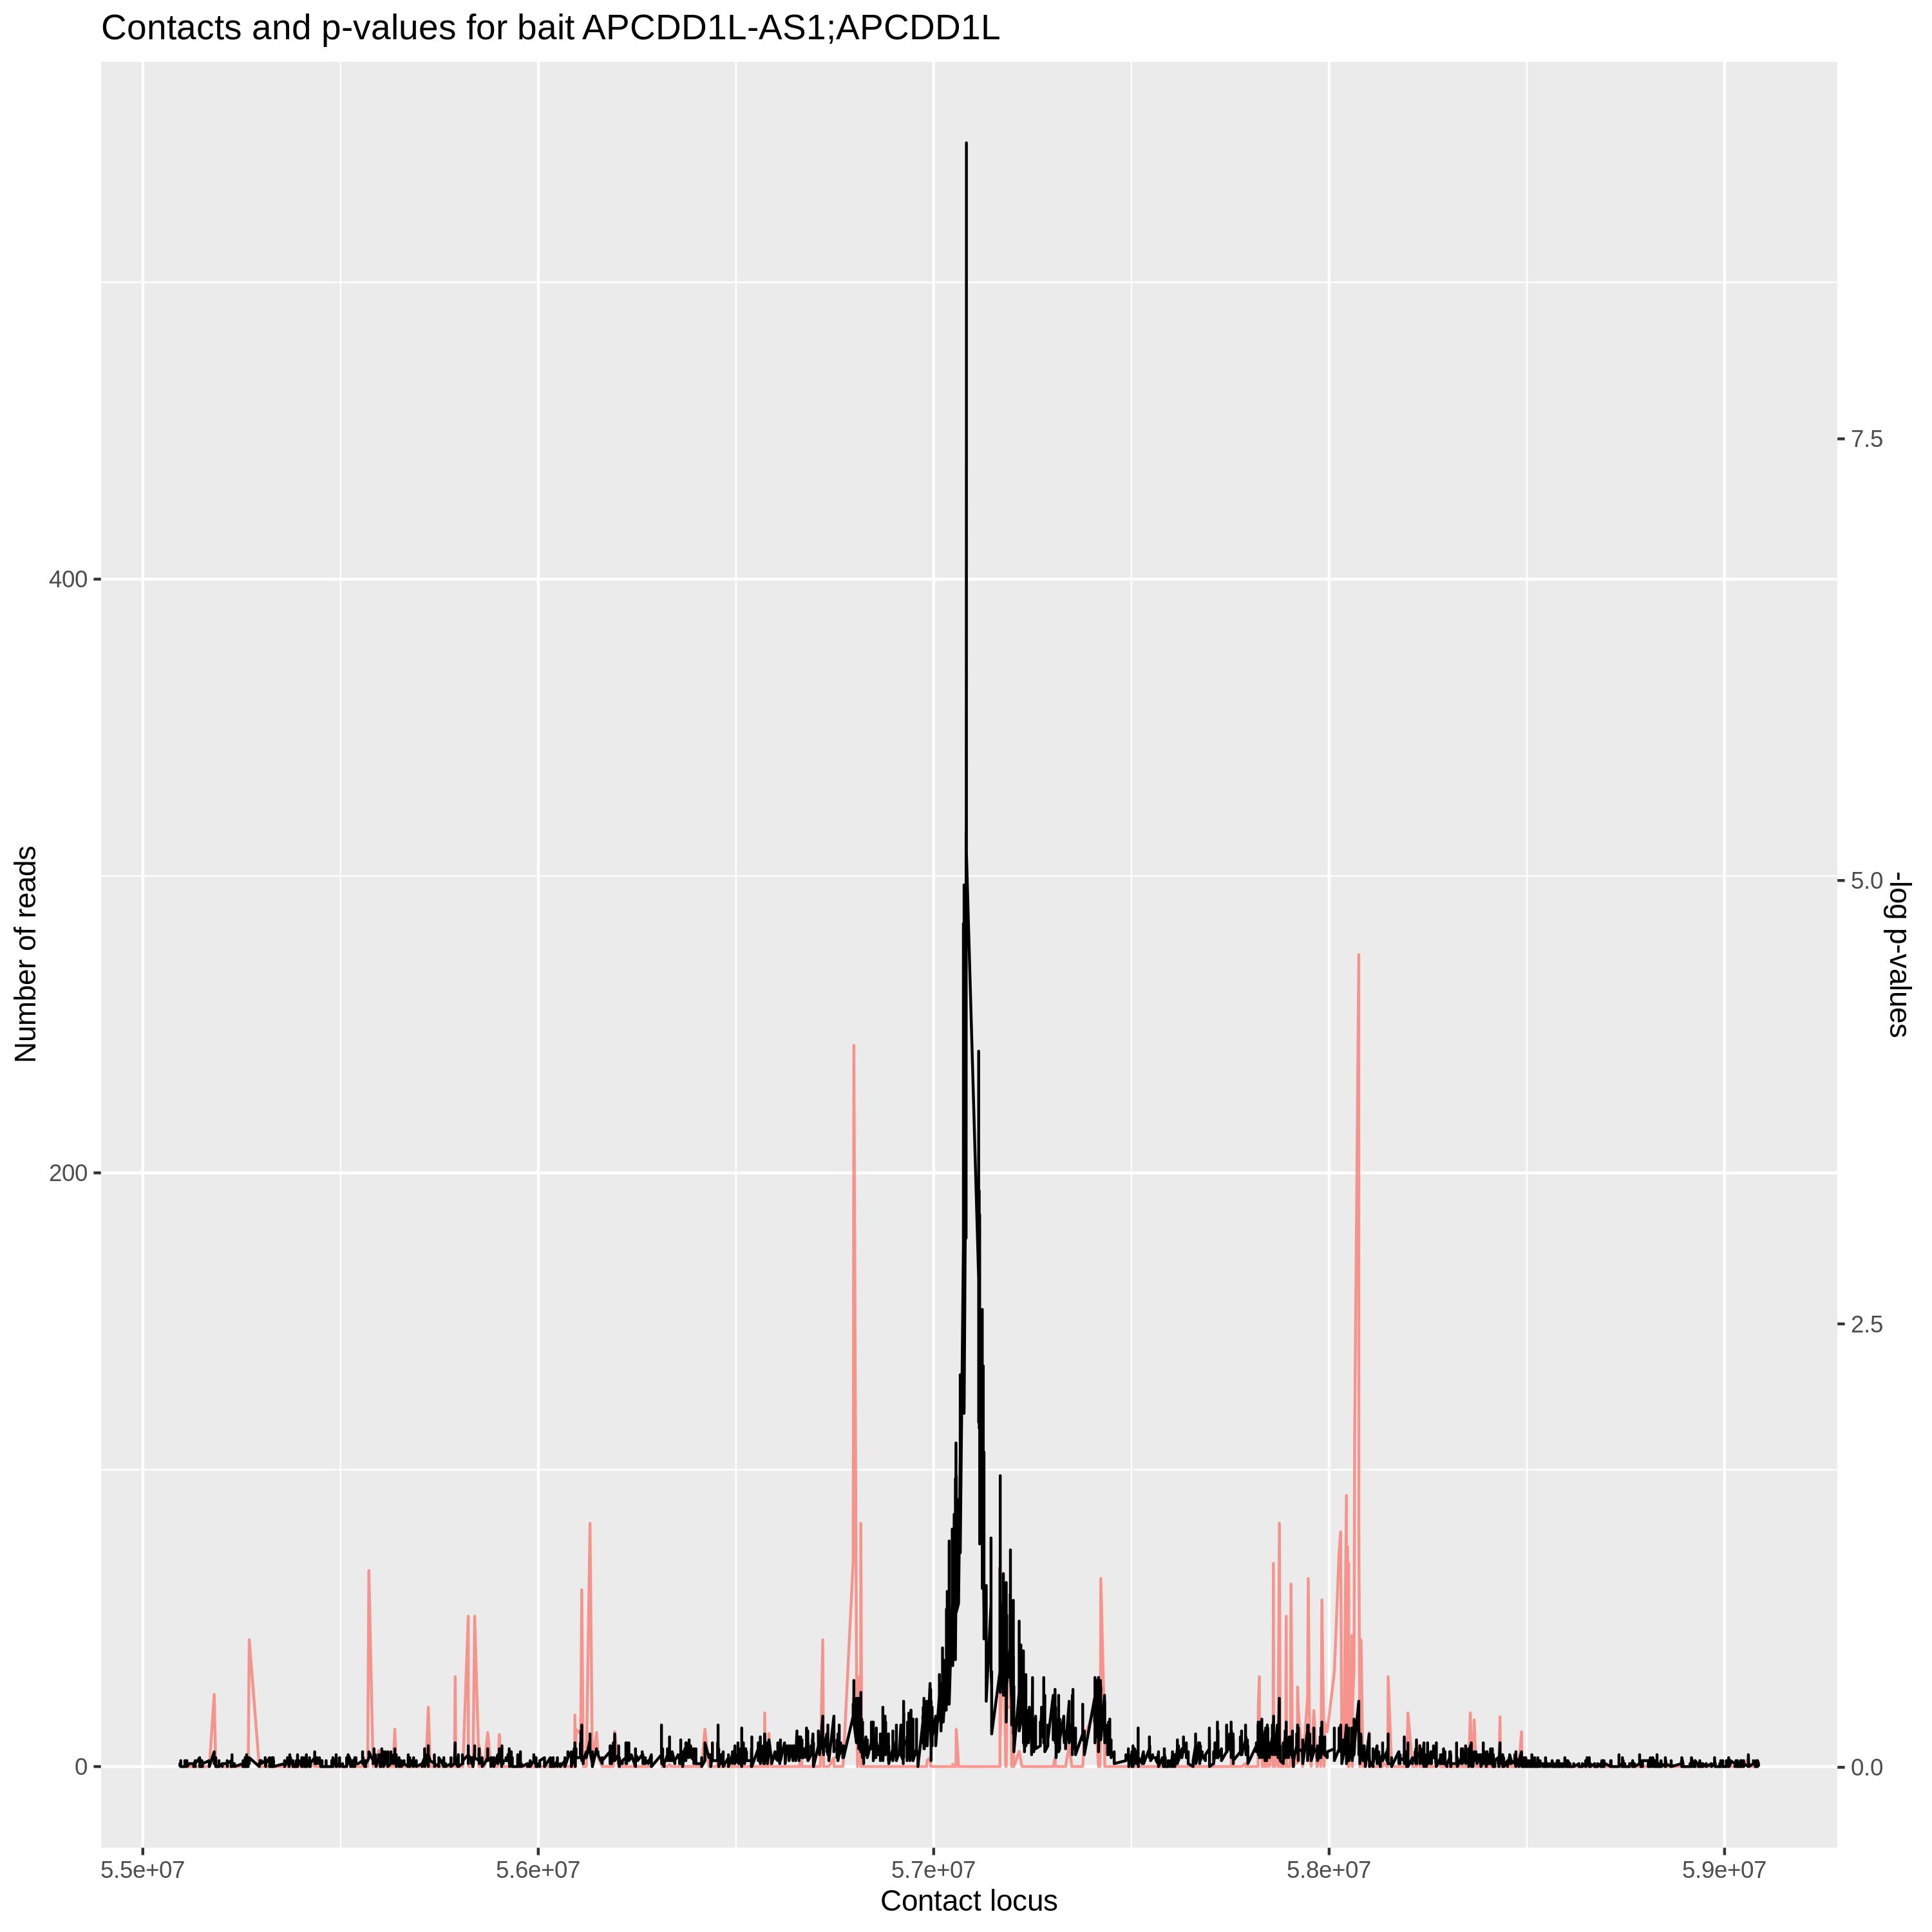 Contacts and p-values for bait APCDD1L-AS1;APCDD1L
Number of reads
400
200
0
7.5
5.0
2.5
0.0
-log p-values
5.5e+07
5.6e+07
5.7e+07
5.8e+07
5.9e+07
Contact locus